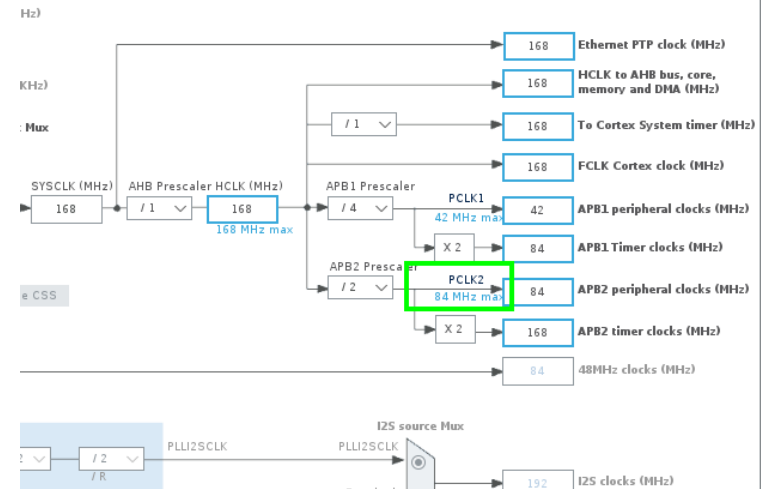 Hz)
168
Ethernet PTP clock (MHz)
KHz)
168
HCLK to AHB bus, core,
memory and DMA (MHz)
Mux
/ 1
168
To Cortex System timer (MHz)
168
FCLK Cortex clock (MHz)
SYSCLK (MHz)
AHB Prescaler
HCLK (MHz)
APB1 Prescaler
168
/ 1
168
168 MHz max
/ 4
PCLK1
42 MHz max
42
APB1 peripheral clocks (MHz)
X 2
84
APB1 Timer clocks (MHz)
APB2 Prescaler
/ 2
PCLK2
84 MHz max
84
APB2 peripheral clocks (MHz)
e CSS
X 2
168
APB2 timer clocks (MHz)
84
48MHz clocks (MHz)
I2S source Mux
PLLI2SCLK
PLLI2SCLK
/ 2
/ R
192
I2S clocks (MHz)